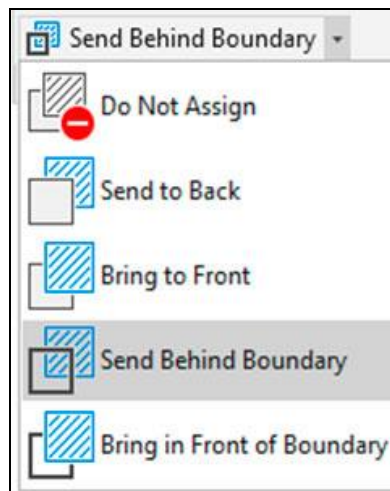 Send Behind Boundary
Do Not Assign
Send to Back
Bring to Front
Send Behind Boundary
Bring in Front of Boundary